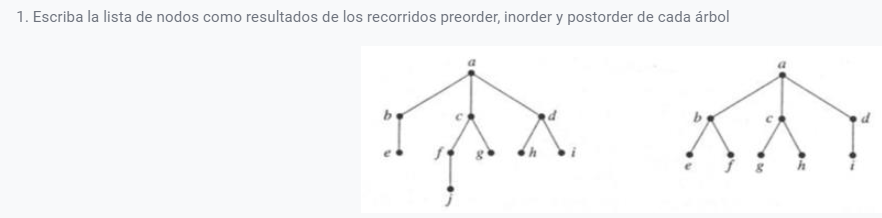 1. Escriba la lista de nodos como resultados de los recorridos preorder, inorder y postorder de cada árbol
a a
b c d b c d
e f g h i e f g h i
j